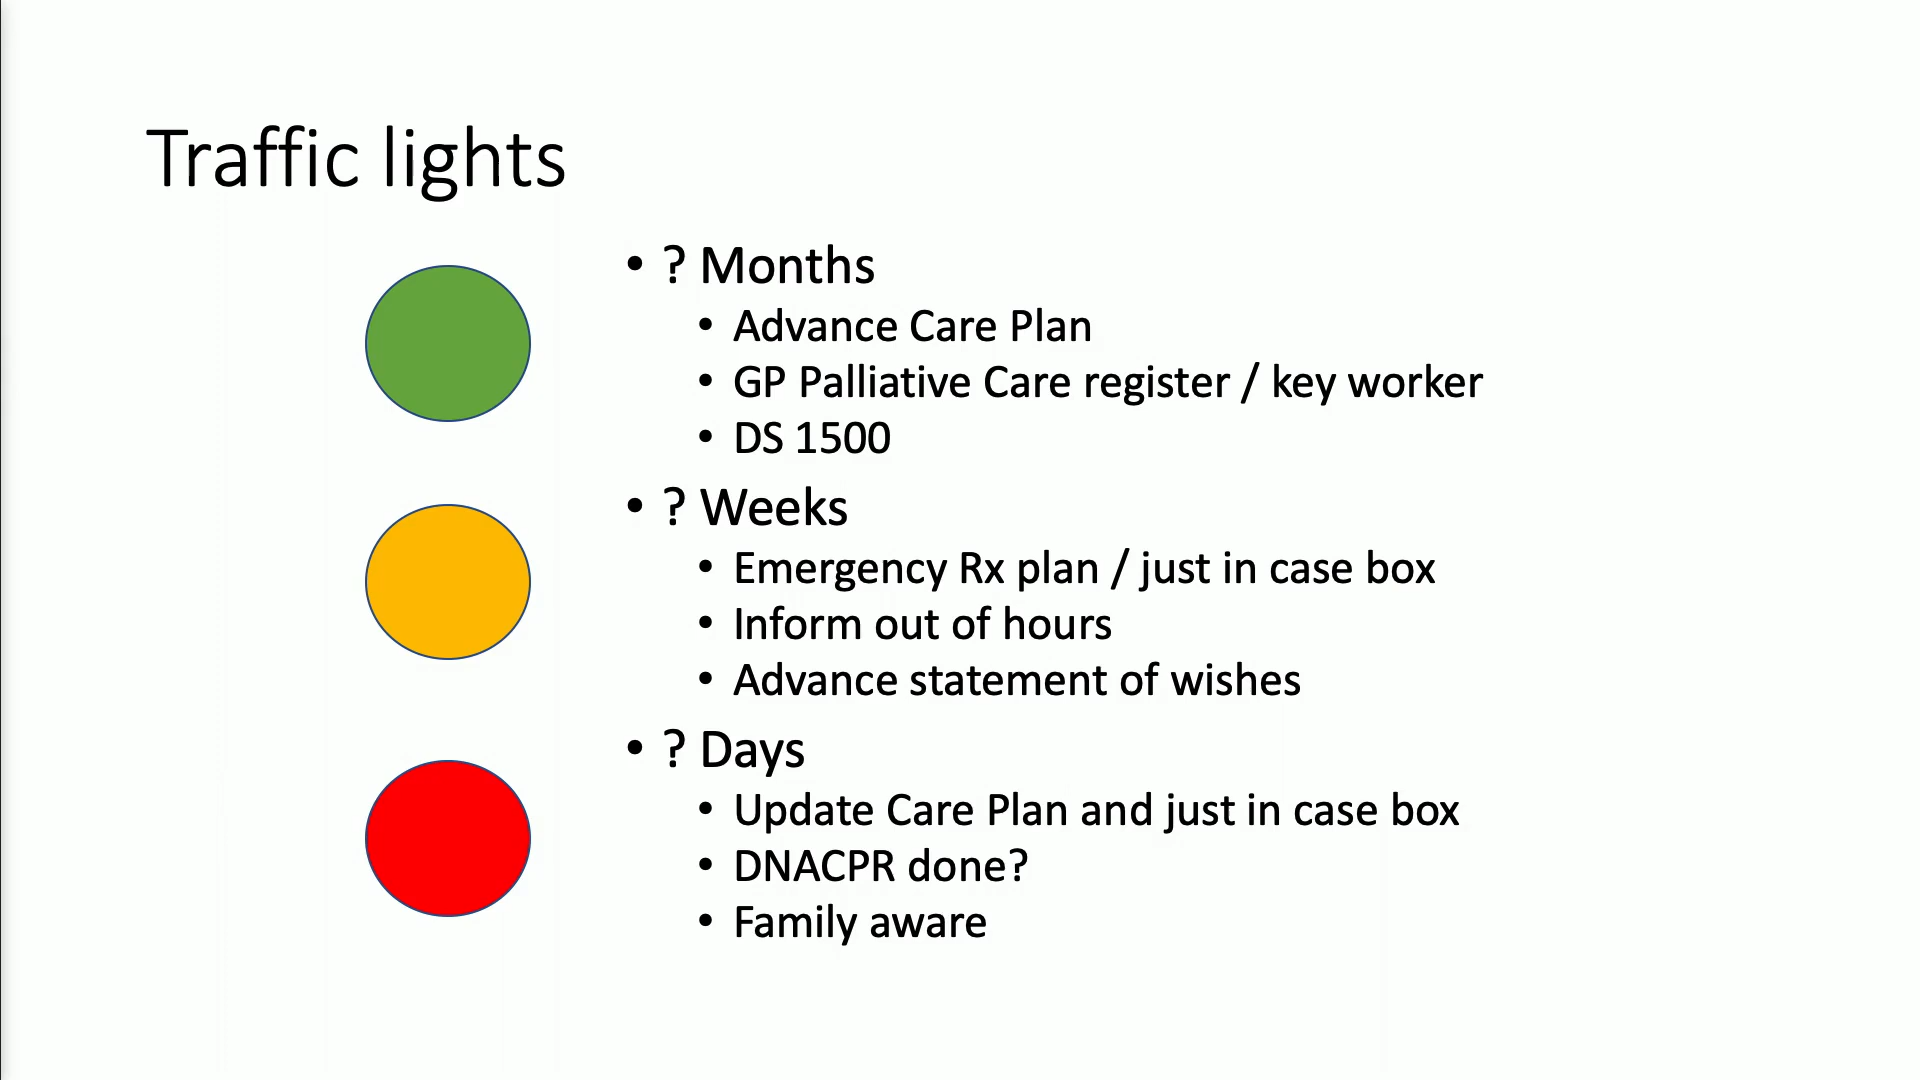 Traffic lights
• ? Months
• Advance Care Plan
• GP Palliative Care register / key worker
• DS 1500
• ? Weeks
• Emergency Rx plan / just in case box
• Inform out of hours
• Advance statement of wishes
• ? Days
• Update Care Plan and just in case box
• DNACPR done?
• Family aware